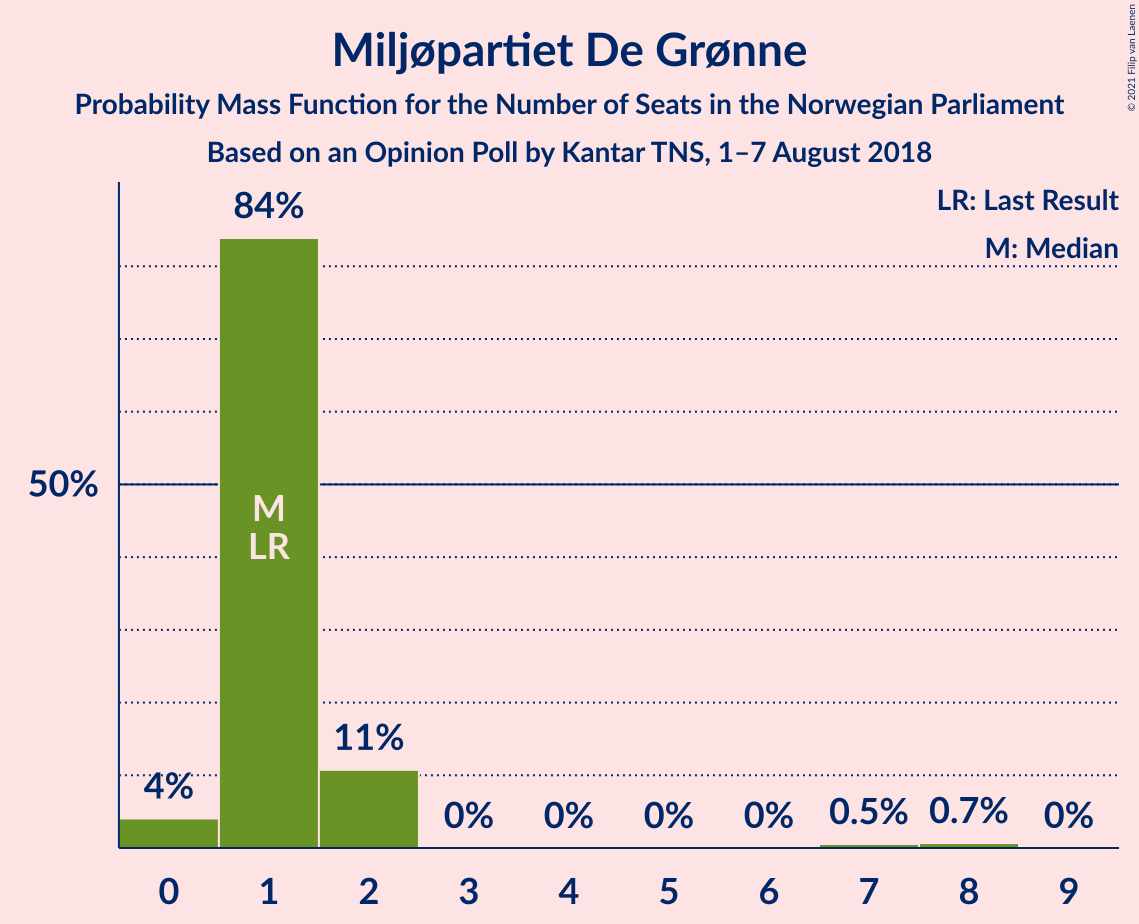 Miljøpartiet De Grønne
Probability Mass Function for the Number of Seats in the Norwegian Parliament
Based on an Opinion Poll by Kantar TNS, 1–7 August 2018
© 2021 Filip van Laenen
LR: Last Result
M: Median
84%
50%
M
LR
11%
4%
0% 0% 0% 0% 0.5% 0.7% 0%
0 1 2 3 4 5 6 7 8 9